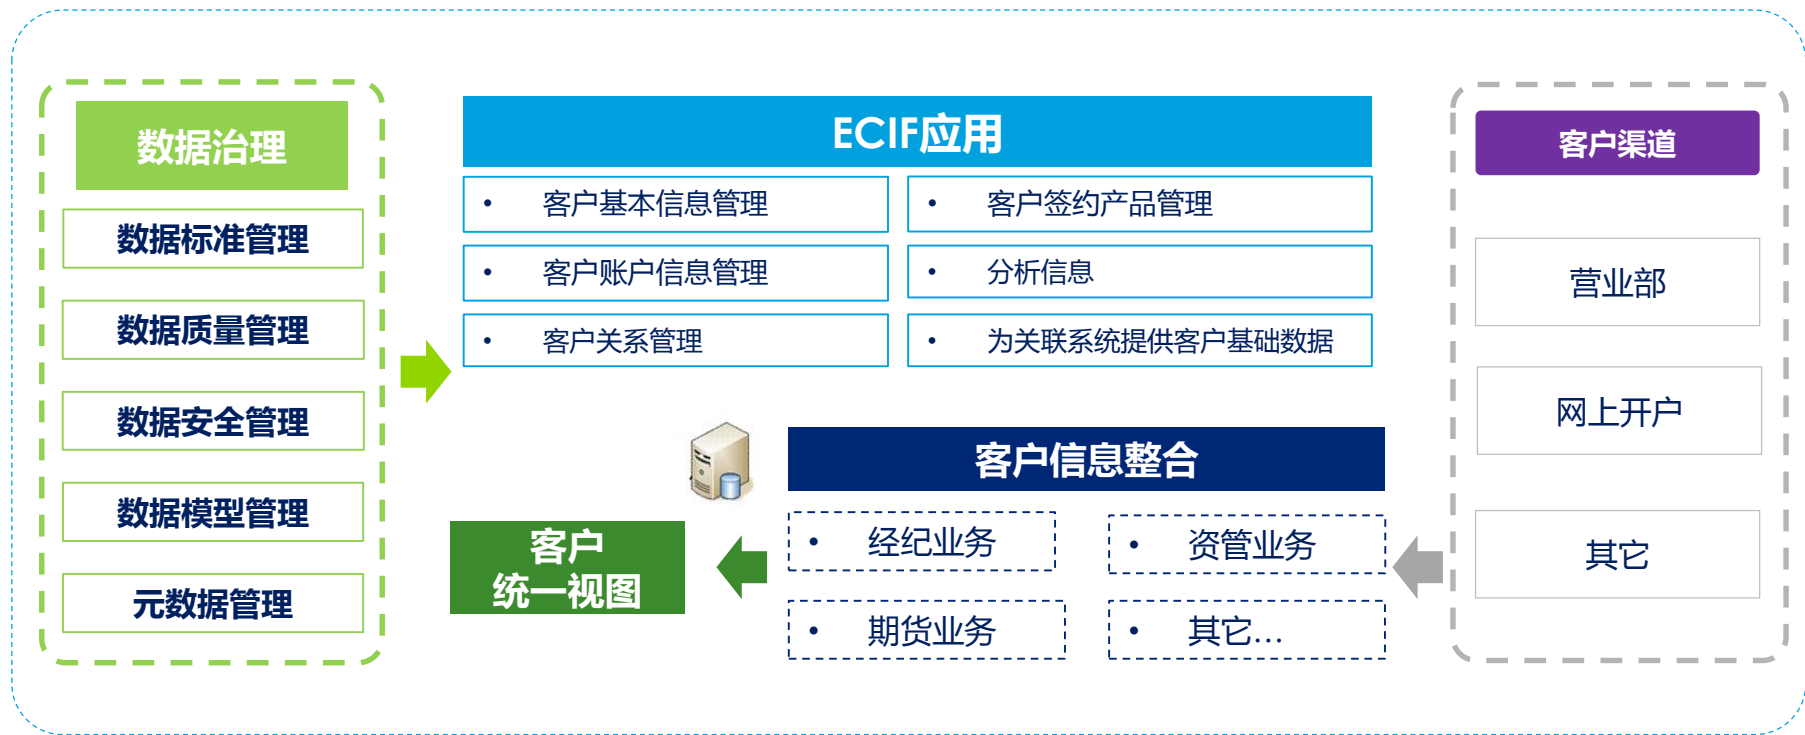 数据治理
数据标准管理
数据质量管理
数据安全管理
数据模型管理
元数据管理
ECIF应用
• 客户基本信息管理
• 客户签约产品管理
• 客户账户信息管理
• 分析信息
• 客户关系管理
• 为关联系统提供客户基础数据
客户信息整合
• 经纪业务
• 资管业务
• 期货业务
• 其它…
客户
统一视图
客户渠道
营业部
网上开户
其它